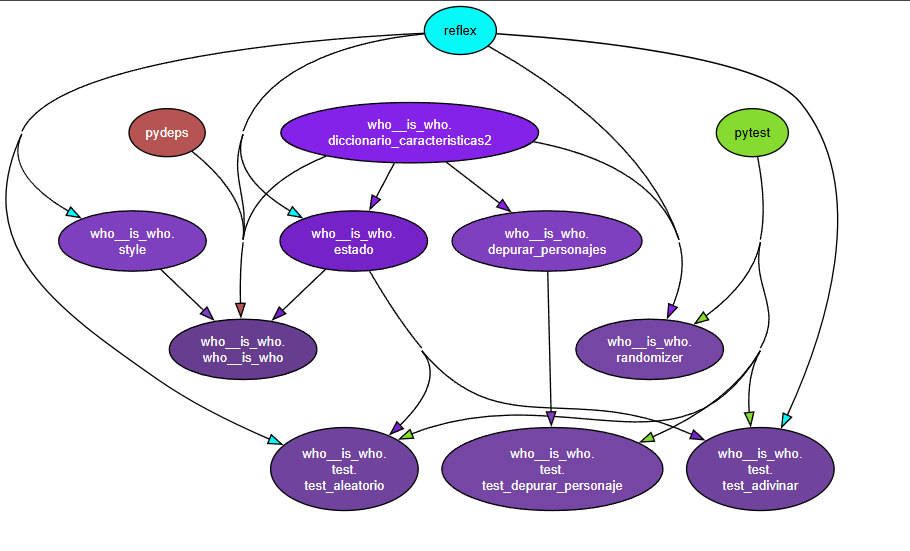 reflex
pydeps
who__is_who.
diccionario_caracteristicas2
pytest
who__is_who.
style
who__is_who.
estado
who__is_who.
depurar_personajes
who__is_who.
who__is_who
who__is_who.
randomizer
who__is_who.
test.
test_aleatorio
who__is_who.
test.
test_depurar_personaje
who__is_who.
test.
test_adivinar